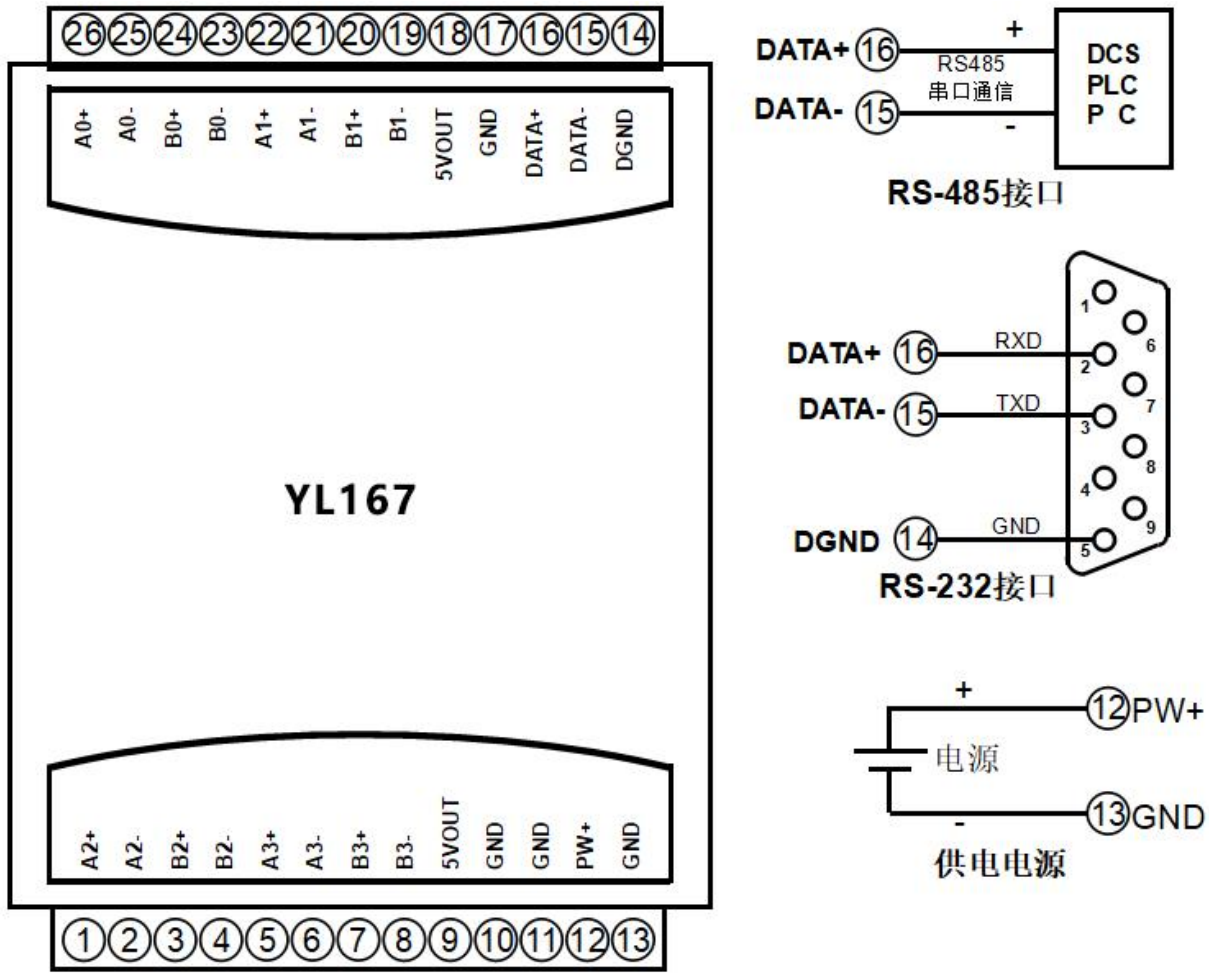 26 25 24 23 22 21 20 19 18 17 16 15 14
A0+ A0- B0+ B0- A1+ A1- B1+ B1- 5VOUT GND DATA+ DATA- DGND
YL167
A2+ A2- B2+ B2- A3+ A3- B3+ B3- 5VOUT GND GND PW+ GND
1 2 3 4 5 6 7 8 9 10 11 12 13
DATA+ 16 + DCS
RS485 PLC
串口通信 P C
DATA- 15 -
RS-485接口
1
6
DATA+ 16 RXD 2
7
DATA- 15 TXD 3
8
4
9
DGND 14 GND 5
RS-232接口
+ 12 PW+
电源
- 13 GND
供电电源